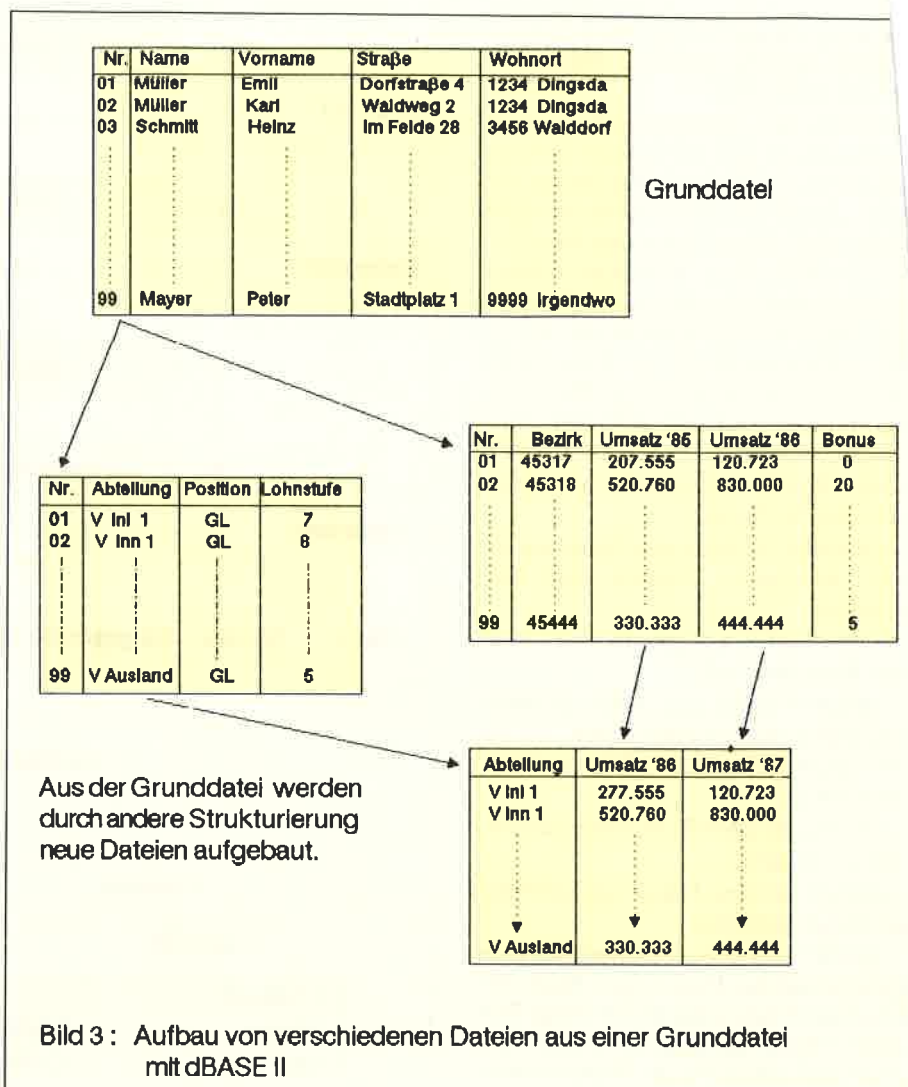 Nr. Name Vorname Straße Wohnort
01 Müller Emil Dorfstraße 4 1234 Dingsda
02 Müller Karl Waldweg 2 1234 Dingsda
03 Schmitt Heinz Im Felde 28 3456 Walddorf
99 Mayer Peter Stadtplatz 1 9999 Irgendwo
Grunddatei
Nr. Abteilung Position Lohnstufe
01 V Inl 1 GL 7
02 V Inn 1 GL 8
99 V Ausland GL 5
Nr. Bezirk Umsatz '85 Umsatz '86 Bonus
01 45317 207.555 120.723 0
02 45318 520.760 830.000 20
99 45444 330.333 444.444 5
Abteilung Umsatz '86 Umsatz '87
V Inl 1 277.555 120.723
V Inn 1 520.760 830.000
V Ausland 330.333 444.444
Aus der Grunddatei werden
durch andere Strukturierung
neue Dateien aufgebaut.
Bild 3 : Aufbau von verschiedenen Dateien aus einer Grunddatei
mit dBASE II